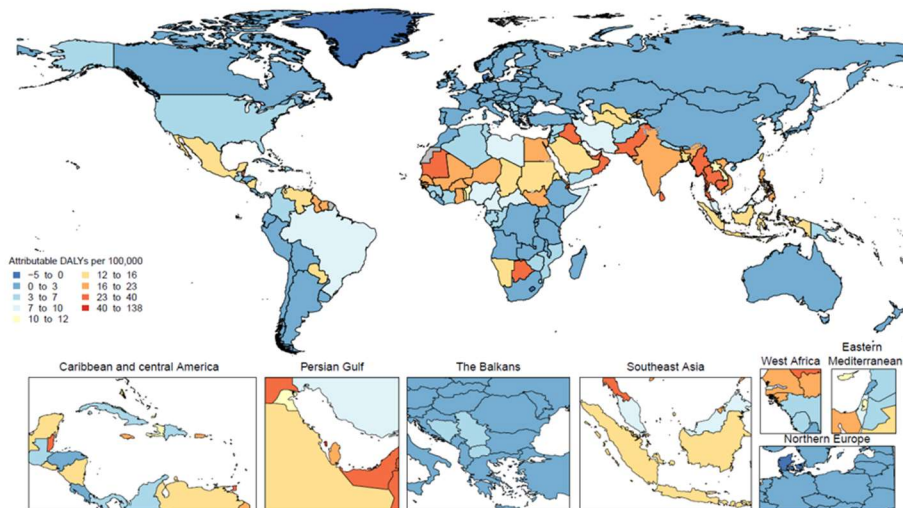 Attributable DALYs per 100,000
−5 to 0
0 to 3
3 to 7
7 to 10
10 to 12
12 to 16
16 to 23
23 to 40
40 to 138
Caribbean and central America
Persian Gulf
The Balkans
Southeast Asia
West Africa
Eastern
Mediterranean
Northern Europe